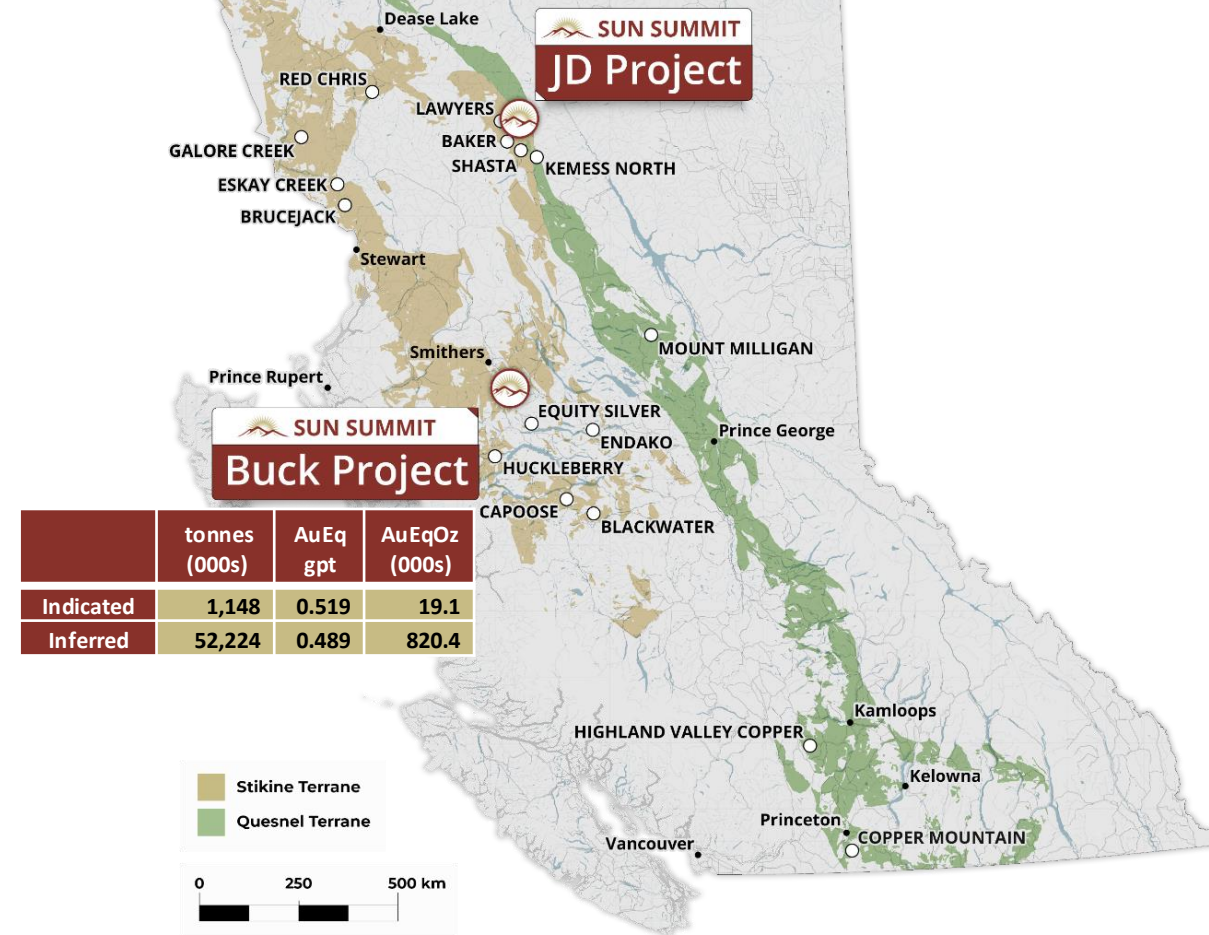 Dease Lake
SUN SUMMIT
JD Project
RED CHRIS
LAWYERS
BAKER
GALORE CREEK
SHASTA
KEMESS NORTH
ESKAY CREEK
BRUCEJACK
Stewart
MOUNT MILLIGAN
Smithers
Prince Rupert
EQUITY SILVER
SUN SUMMIT
Buck Project
ENDAKO
Prince George
HUCKLEBERRY
CAPOOSE
BLACKWATER
tonnes AuEq AuEqOz
(000s) gpt (000s)
Indicated 1,148 0.519 19.1
Inferred 52,224 0.489 820.4
Kamloops
HIGHLAND VALLEY COPPER
Kelowna
Stikine Terrane
Quesnel Terrane
Princeton
COPPER MOUNTAIN
Vancouver
0 250 500 km